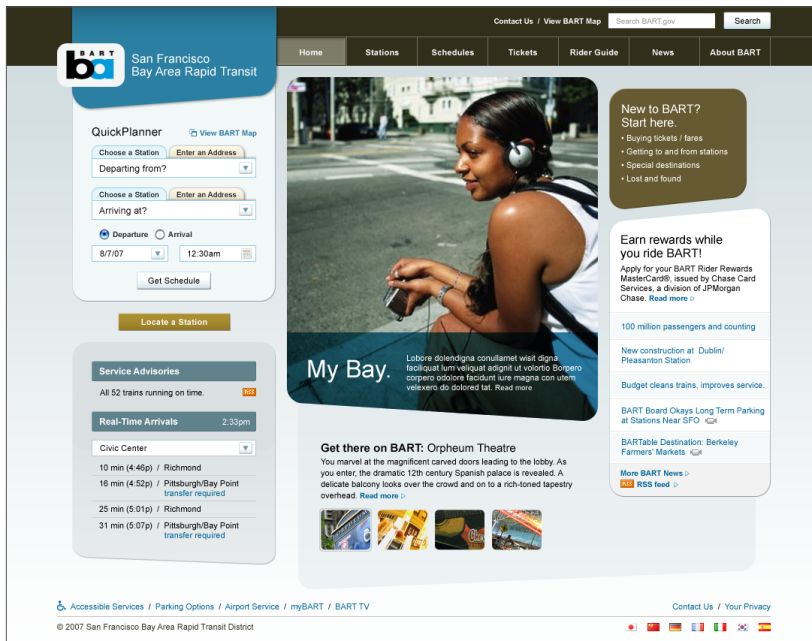 Contact Us / View BART Map
Search BART.gov
Search
BART
ba
San Francisco
Bay Area Rapid Transit
Home
Stations
Schedules
Tickets
Rider Guide
News
About BART
QuickPlanner
View BART Map
Choose a Station
Enter an Address
Departing from?
Choose a Station
Enter an Address
Arriving at?
Departure
Arrival
8/7/07
12:30am
Get Schedule
Locate a Station
Service Advisories
All 52 trains running on time.
RSS
Real-Time Arrivals 2:33pm
Civic Center
10 min (4:46p) / Richmond
16 min (4:52p) / Pittsburgh/Bay Point
transfer required
25 min (5:01p) / Richmond
31 min (5:07p) / Pittsburgh/Bay Point
transfer required
My Bay.
Lobore dolendigna conullamet wisit digna
faciliquat lum veliquat adignit ut volortio Borpero
corpero odolore facidunt iure magna con utem
velexero do dolored tat. Read more
Get there on BART: Orpheum Theatre
You marvel at the magnificent carved doors leading to the lobby. As
you enter, the dramatic 12th century Spanish palace is revealed. A
delicate balcony looks over the crowd and on to a rich-toned tapestry
overhead. Read more
New to BART?
Start here.
• Buying tickets / fares
• Getting to and from stations
• Special destinations
• Lost and found
Earn rewards while
you ride BART!
Apply for your BART Rider Rewards
MasterCard®, issued by Chase Card
Services, a division of JPMorgan
Chase. Read more
100 million passengers and counting
New construction at Dublin/
Pleasanton Station
Budget cleans trains, improves service.
BART Board Okays Long Term Parking
at Stations Near SFO
BARTable Destination: Berkeley
Farmers' Markets
More BART News
RSS RSS feed
Accessible Services / Parking Options / Airport Service / myBART / BART TV
Contact Us / Your Privacy
© 2007 San Francisco Bay Area Rapid Transit District